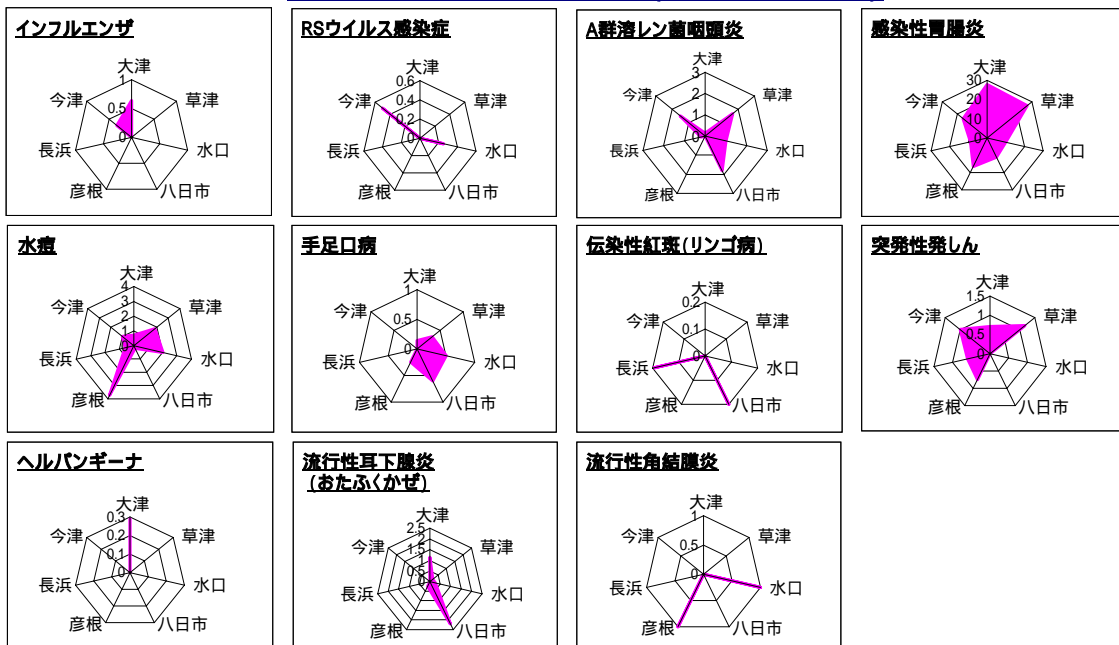 インフルエンザ
大津
草津
水口
八日市
彦根
長浜
今津
1
0.5
0
RSウイルス感染症
大津
草津
水口
八日市
彦根
長浜
今津
0.6
0.4
0.2
0
A群溶レン菌咽頭炎
大津
草津
水口
八日市
彦根
長浜
今津
3
2
1
0
感染性胃腸炎
大津
草津
水口
八日市
彦根
長浜
今津
30
20
10
0
水痘
大津
草津
水口
八日市
彦根
長浜
今津
4
3
2
1
0
手足口病
大津
草津
水口
八日市
彦根
長浜
今津
1
0.5
0
伝染性紅斑(リンゴ病)
大津
草津
水口
八日市
彦根
長浜
今津
0.2
0.1
0
突発性発しん
大津
草津
水口
八日市
彦根
長浜
今津
1.5
1
0.5
0
ヘルパンギーナ
大津
草津
水口
八日市
彦根
長浜
今津
0.3
0.2
0.1
0
流行性耳下腺炎
(おたふくかぜ)
大津
草津
水口
八日市
彦根
長浜
今津
2.5
2
1.5
1
0.5
0
流行性角結膜炎
大津
草津
水口
八日市
彦根
長浜
今津
1
0.5
0